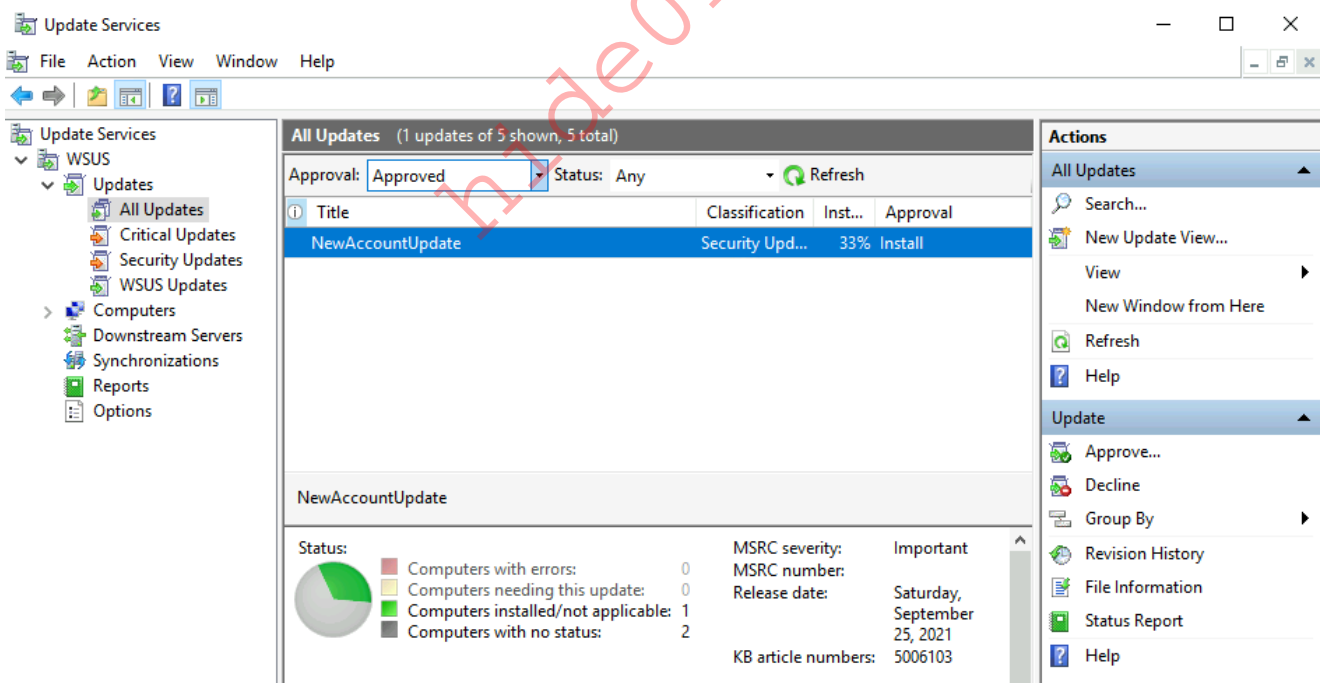 Update Services
File Action View Window Help
Update Services
WSUS
Updates
All Updates
Critical Updates
Security Updates
WSUS Updates
Computers
Downstream Servers
Synchronizations
Reports
Options
All Updates (1 updates of 5 shown, 5 total)
Approval: Approved Status: Any Refresh
Title Classification Inst... Approval
NewAccountUpdate Security Upd... 33% Install
NewAccountUpdate
Status:
Computers with errors: 0
Computers needing this update: 0
Computers installed/not applicable: 1
Computers with no status: 2
MSRC severity: Important
MSRC number:
Release date: Saturday,
September
25, 2021
KB article numbers: 5006103
Actions
All Updates
Search...
New Update View...
View
New Window from Here
Refresh
Help
Update
Approve...
Decline
Group By
Revision History
File Information
Status Report
Help